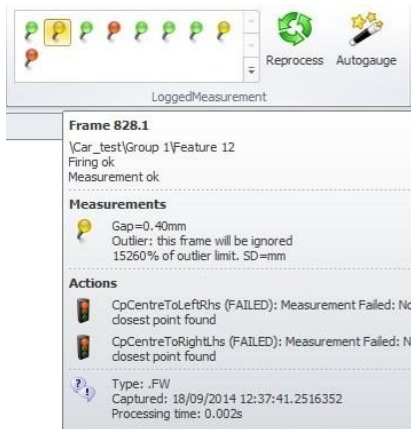 Reprocess Autogauge
LoggedMeasurement
Frame 828.1
\Car_test\Group 1\Feature 12
Firing ok
Measurement ok
Measurements
Gap=0.40mm
Outlier: this frame will be ignored
15260% of outlier limit. SD=mm
Actions
CpCentreToLeftRhs (FAILED): Measurement Failed: No
closest point found
CpCentreToRightLhs (FAILED): Measurement Failed: N
closest point found
Type: .FW
Captured: 18/09/2014 12:37:41.2516352
Processing time: 0.002s